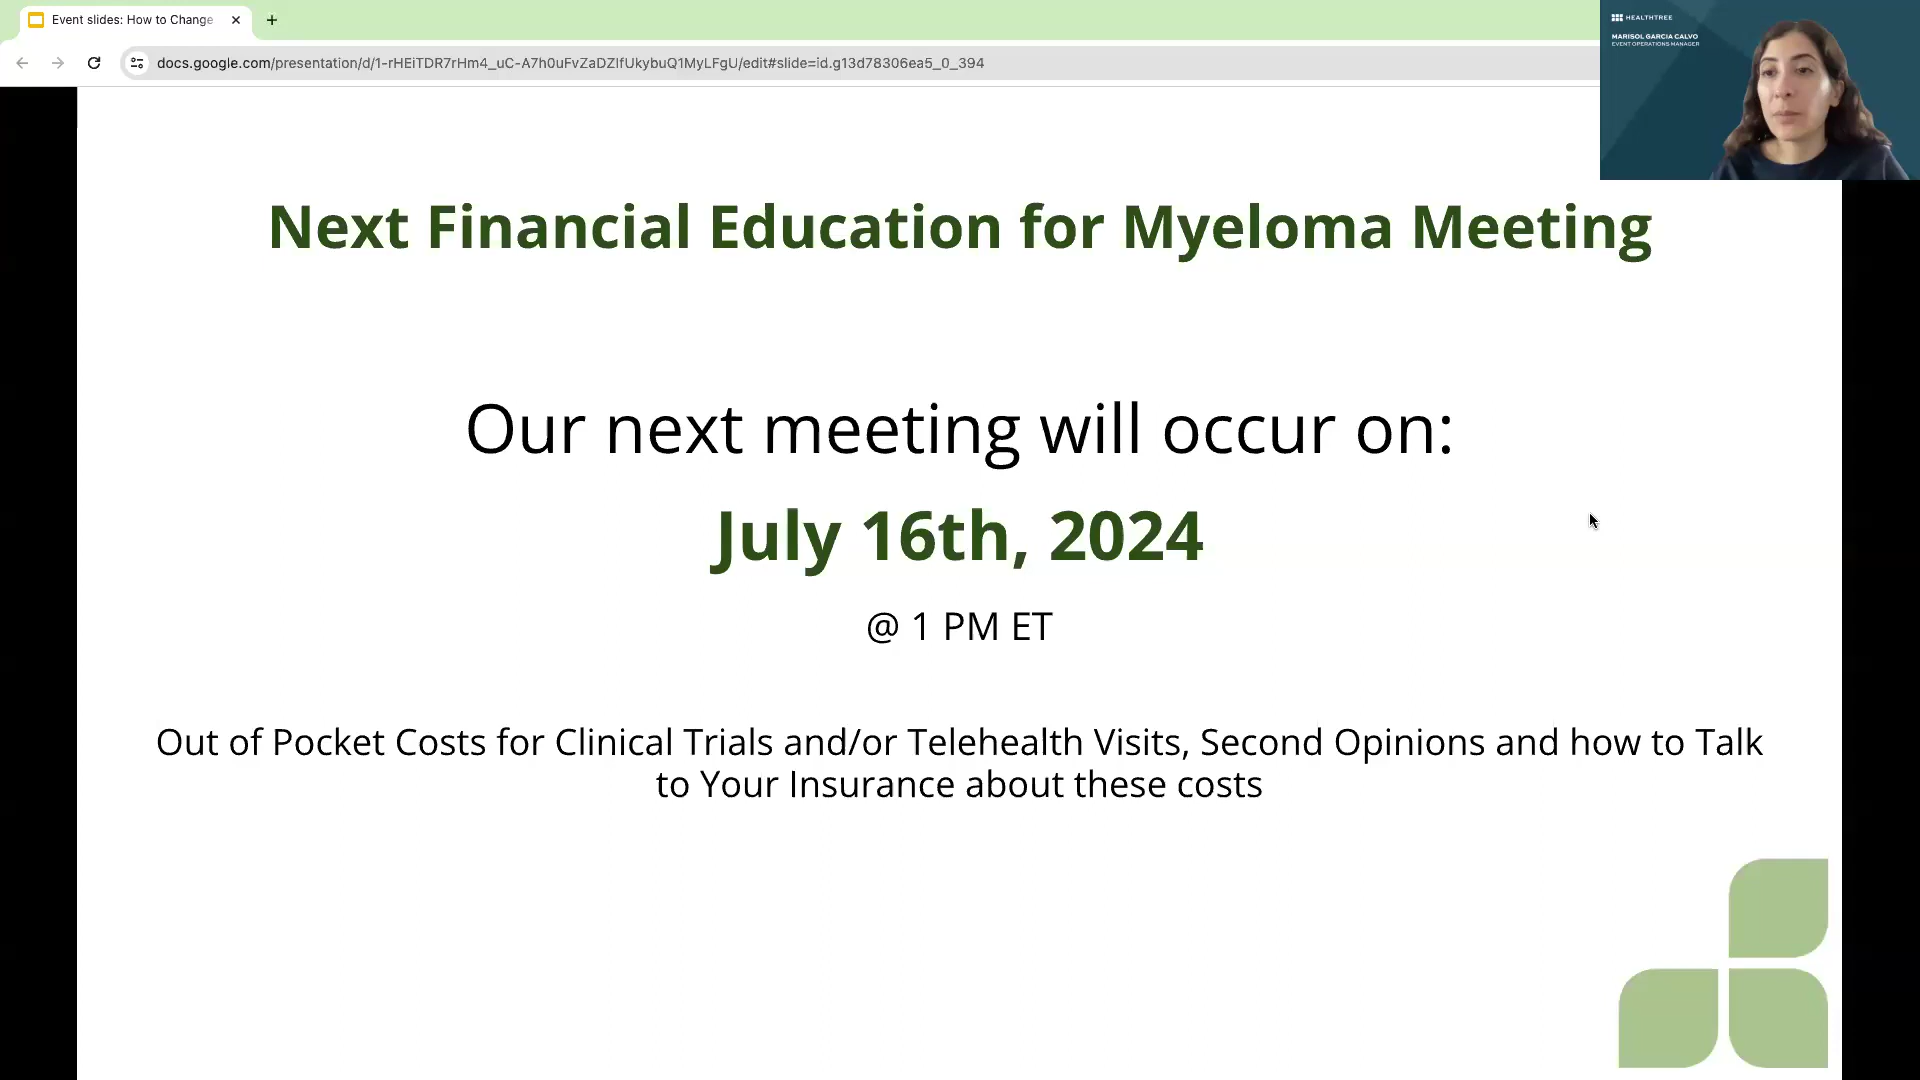 Event slides: How to Change
docs.google.com/presentation/d/1-rHEiTDR7rHm4_uC-A7h0uFvZaDZIfUkybuQ1MyLFgU/edit#slide=id.g13d78306ea5_0_394
HEALTHTREE
MARISOL GARCIA CALVO
EVENT OPERATIONS MANAGER
Next Financial Education for Myeloma Meeting
Our next meeting will occur on:
July 16th, 2024
@ 1 PM ET
Out of Pocket Costs for Clinical Trials and/or Telehealth Visits, Second Opinions and how to Talk
to Your Insurance about these costs